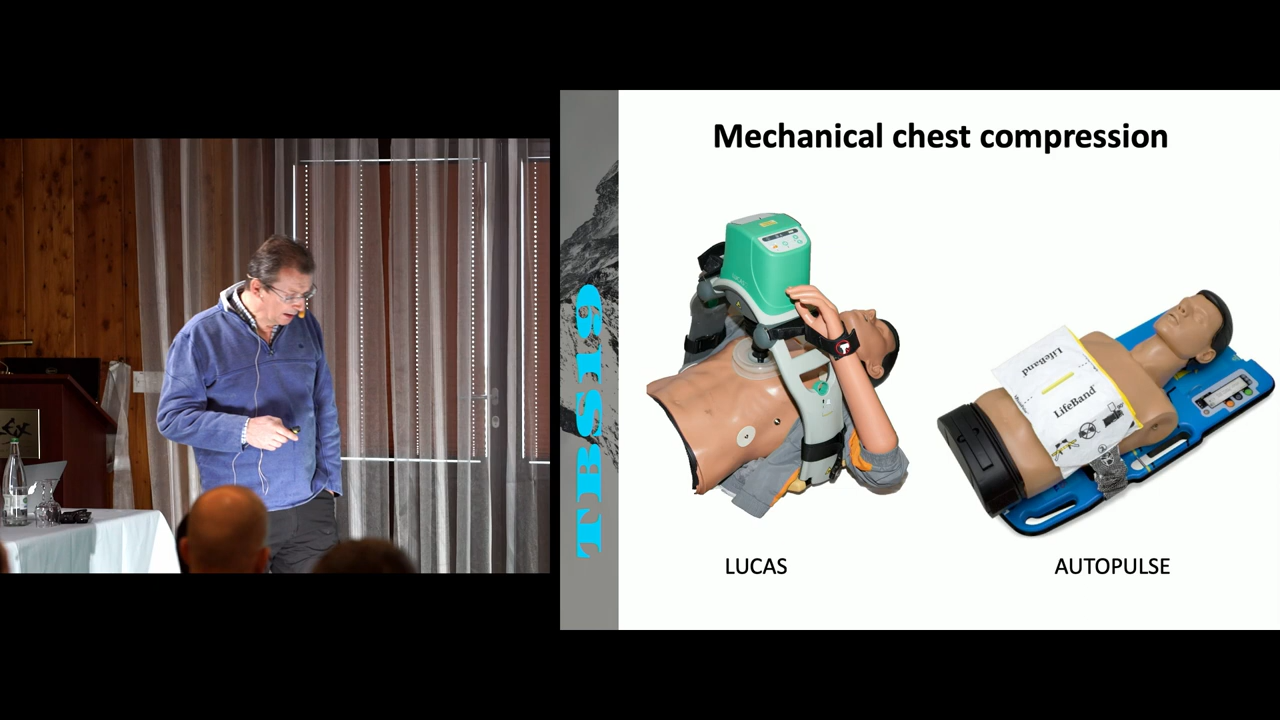 Mechanical chest compression
TBS19
LifeBand
LifeBand
LUCAS
AUTOPULSE